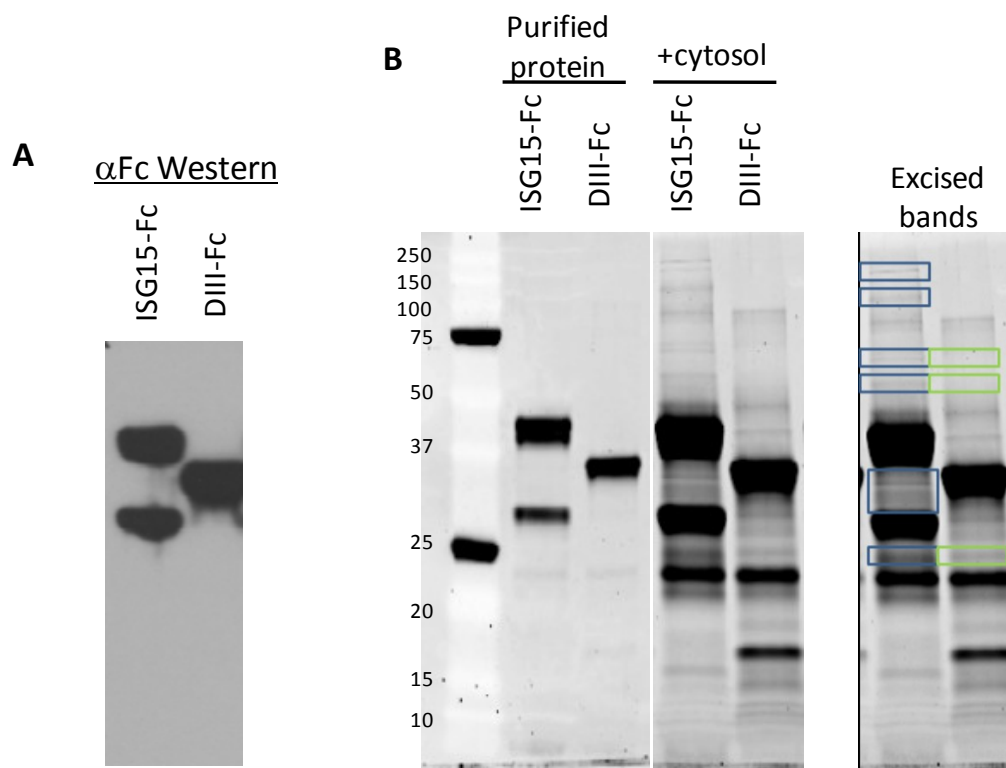 A
αFc Western
ISG15-Fc
DIII-Fc
B
Purified
protein
+cytosol
ISG15-Fc
DIII-Fc
ISG15-Fc
DIII-Fc
Excised
bands
250
150
100
75
50
37
25
20
15
10